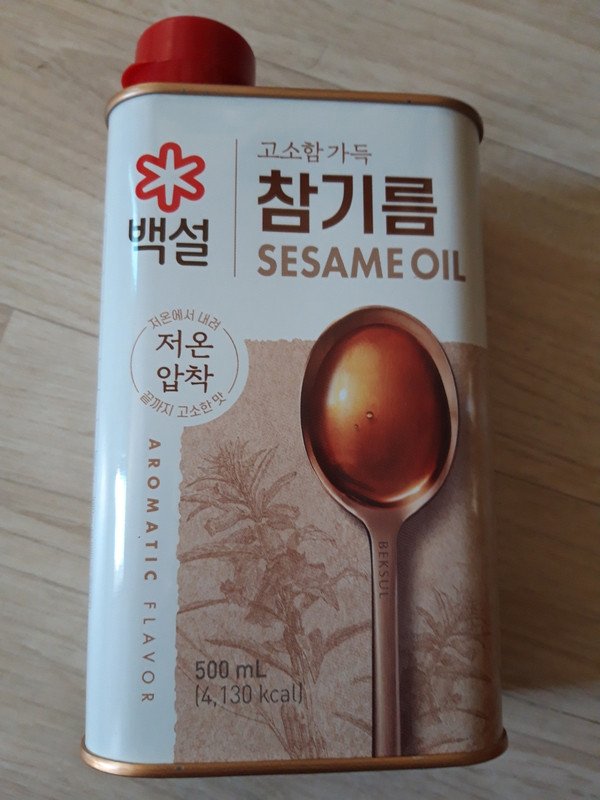 백설
고소함 가득
참기름
SESAME OIL
저온에서 내려
저온
압착
끝까지 고소한 맛
AROMATIC FLAVOR
BEKSUL
500 mL
(4,130 kcal)